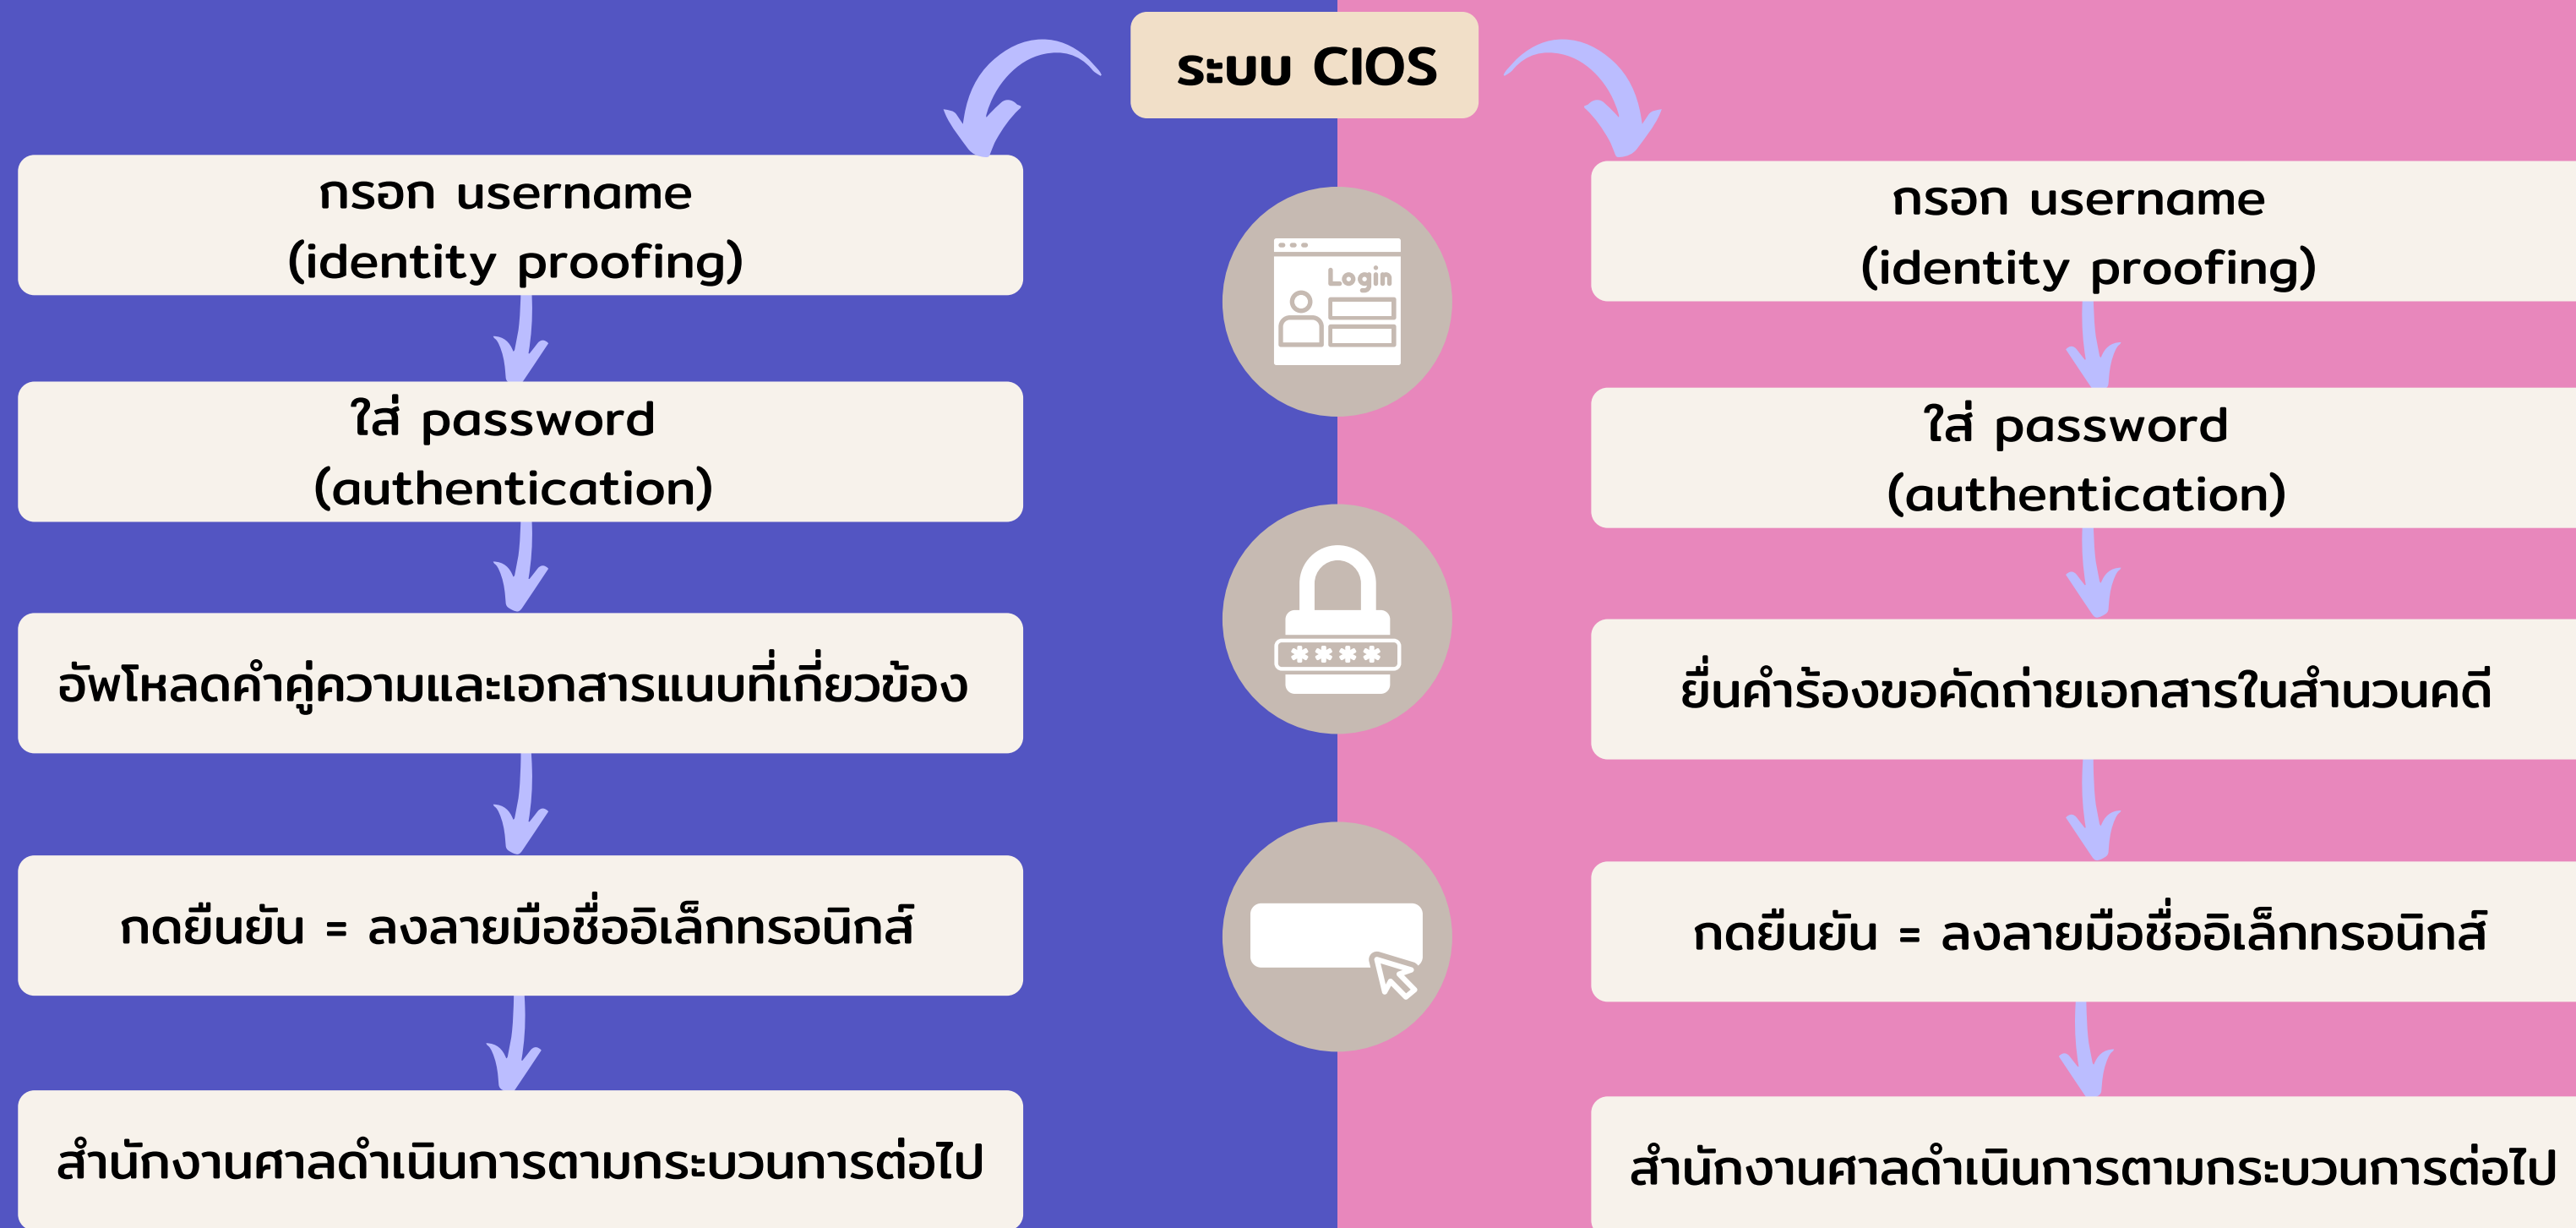 ระบบ CIOS
กรอก username
(identity proofing)
ใส่ password
(authentication)
อัพโหลดคำคู่ความและเอกสารแนบที่เกี่ยวข้อง
กดยืนยัน = ลงลายมือชื่ออิเล็กทรอนิกส์
สำนักงานศาลดำเนินการตามกระบวนการต่อไป
Login
****
กรอก username
(identity proofing)
ใส่ password
(authentication)
ยื่นคำร้องขอคัดถ่ายเอกสารในสำนวนคดี
กดยืนยัน = ลงลายมือชื่ออิเล็กทรอนิกส์
สำนักงานศาลดำเนินการตามกระบวนการต่อไป